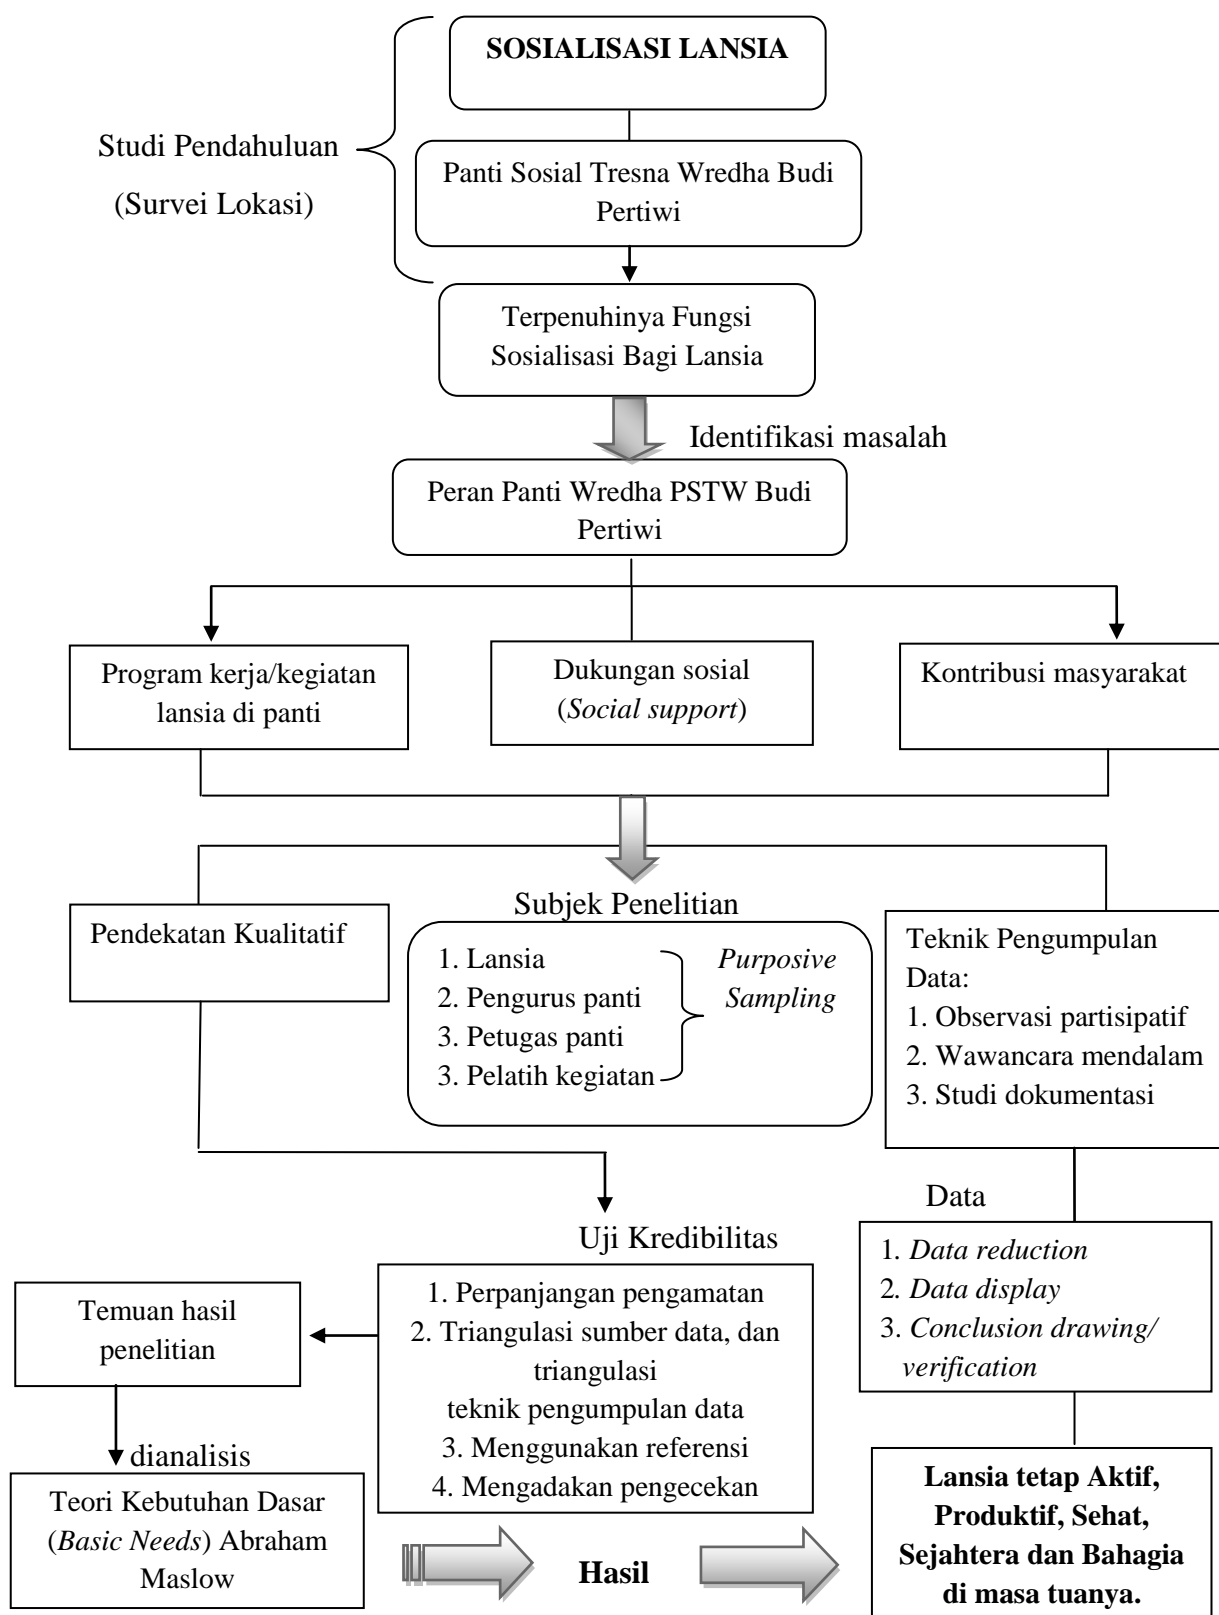 SOSIALISASI LANSIA
Studi Pendahuluan
(Survei Lokasi)
Panti Sosial Tresna Wredha Budi
Pertiwi
Terpenuhinya Fungsi
Sosialisasi Bagi Lansia
Identifikasi masalah
Peran Panti Wredha PSTW Budi
Pertiwi
Program kerja/kegiatan
lansia di panti
Dukungan sosial
(Social support)
Kontribusi masyarakat
Pendekatan Kualitatif
Subjek Penelitian
1. Lansia
2. Pengurus panti
3. Petugas panti
3. Pelatih kegiatan
Purposive
Sampling
Teknik Pengumpulan
Data:
1. Observasi partisipatif
2. Wawancara mendalam
3. Studi dokumentasi
Data
1. Data reduction
2. Data display
3. Conclusion drawing/
verification
Uji Kredibilitas
1. Perpanjangan pengamatan
2. Triangulasi sumber data, dan
triangulasi
teknik pengumpulan data
3. Menggunakan referensi
4. Mengadakan pengecekan
Temuan hasil
penelitian
dianalisis
Teori Kebutuhan Dasar
(Basic Needs) Abraham
Maslow
Hasil
Lansia tetap Aktif,
Produktif, Sehat,
Sejahtera dan Bahagia
di masa tuanya.